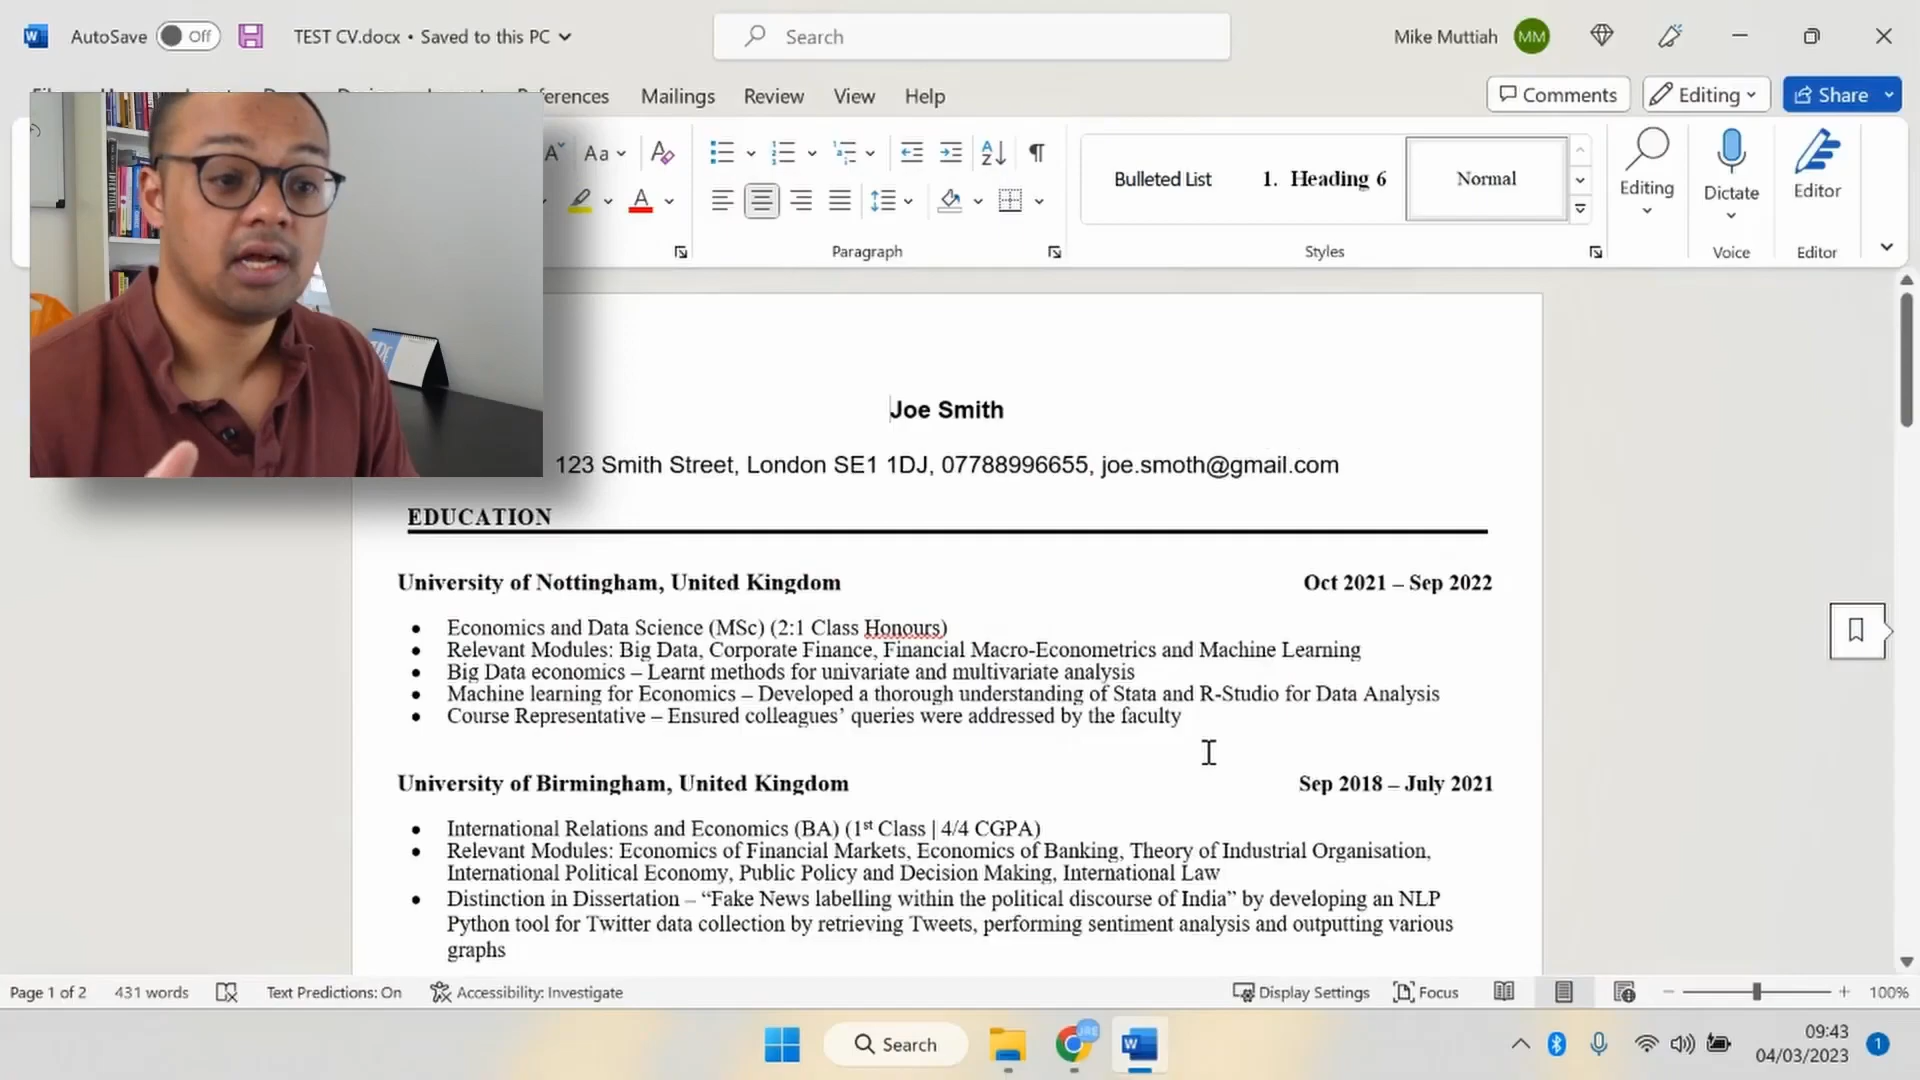 AutoSave Off TEST CV.docx • Saved to this PC Search Mike Muttiah MM
References Mailings Review View Help Comments Editing Share
Aa Bulleted List 1. Heading 6 Normal Editing Dictate Editor
Paragraph Styles Voice Editor
Joe Smith
123 Smith Street, London SE1 1DJ, 07788996655, joe.smoth@gmail.com
EDUCATION
University of Nottingham, United Kingdom Oct 2021 – Sep 2022
• Economics and Data Science (MSc) (2:1 Class Honours)
• Relevant Modules: Big Data, Corporate Finance, Financial Macro-Econometrics and Machine Learning
• Big Data economics – Learnt methods for univariate and multivariate analysis
• Machine learning for Economics – Developed a thorough understanding of Stata and R-Studio for Data Analysis
• Course Representative – Ensured colleagues’ queries were addressed by the faculty
University of Birmingham, United Kingdom Sep 2018 – July 2021
• International Relations and Economics (BA) (1st Class | 4/4 CGPA)
• Relevant Modules: Economics of Financial Markets, Economics of Banking, Theory of Industrial Organisation,
International Political Economy, Public Policy and Decision Making, International Law
• Distinction in Dissertation – “Fake News labelling within the political discourse of India” by developing an NLP
Python tool for Twitter data collection by retrieving Tweets, performing sentiment analysis and outputting various
graphs
Page 1 of 2 431 words Text Predictions: On Accessibility: Investigate Display Settings Focus 100%
Search 09:43
04/03/2023 1